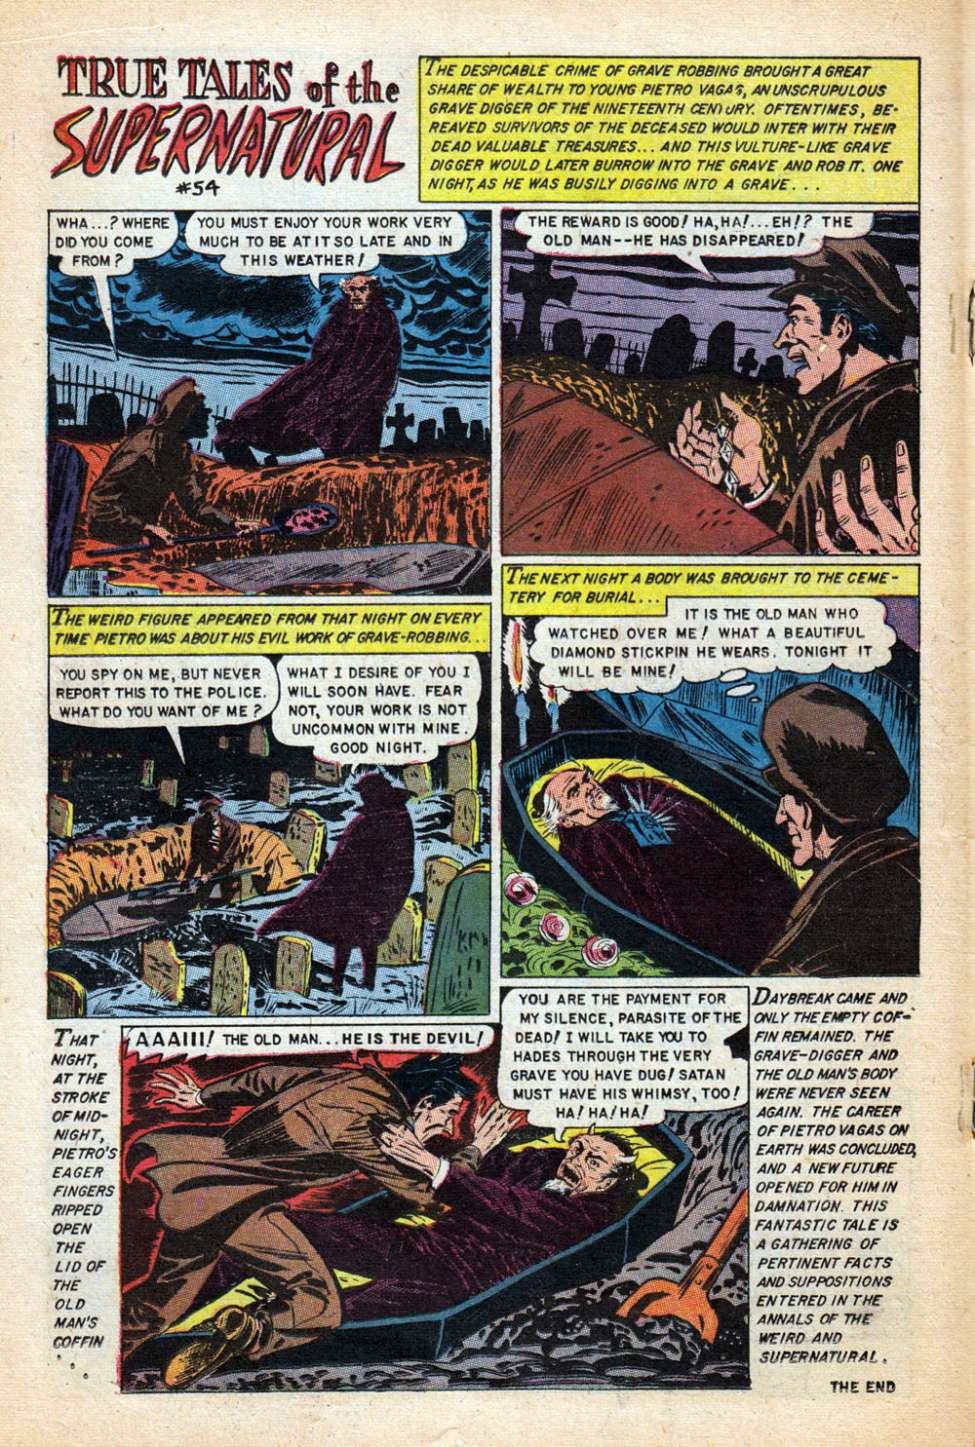 TRUE TALES of the
SUPERNATURAL
#54
THE DESPICABLE CRIME OF GRAVE ROBBING BROUGHT A GREAT
SHARE OF WEALTH TO YOUNG PIETRO VAGAS, AN UNSCRUPULOUS
GRAVE DIGGER OF THE NINETEENTH CENTURY. OFTENTIMES, BE-
REAVED SURVIVORS OF THE DECEASED WOULD INTER WITH THEIR
DEAD VALUABLE TREASURES... AND THIS VULTURE-LIKE GRAVE
DIGGER WOULD LATER BURROW INTO THE GRAVE AND ROB IT. ONE
NIGHT, AS HE WAS BUSILY DIGGING INTO A GRAVE...
WHA...? WHERE
DID YOU COME
FROM?
YOU MUST ENJOY YOUR WORK VERY
MUCH TO BE AT IT SO LATE AND IN
THIS WEATHER!
THE REWARD IS GOOD! HA, HA!...EH!? THE
OLD MAN--HE HAS DISAPPEARED!
THE WEIRD FIGURE APPEARED FROM THAT NIGHT ON EVERY
TIME PIETRO WAS ABOUT HIS EVIL WORK OF GRAVE-ROBBING...
YOU SPY ON ME, BUT NEVER
REPORT THIS TO THE POLICE.
WHAT DO YOU WANT OF ME?
WHAT I DESIRE OF YOU I
WILL SOON HAVE. FEAR
NOT, YOUR WORK IS NOT
UNCOMMON WITH MINE.
GOOD NIGHT.
THE NEXT NIGHT A BODY WAS BROUGHT TO THE CEME-
TERY FOR BURIAL...
IT IS THE OLD MAN WHO
WATCHED OVER ME! WHAT A BEAUTIFUL
DIAMOND STICKPIN HE WEARS. TONIGHT IT
WILL BE MINE!
THAT
NIGHT,
AT THE
STROKE
OF MID-
NIGHT,
PIETRO'S
EAGER
FINGERS
RIPPED
OPEN
THE
LID OF
THE
OLD
MAN'S
COFFIN
...
AAAIII! THE OLD MAN...HE IS THE DEVIL!
YOU ARE THE PAYMENT FOR
MY SILENCE, PARASITE OF THE
DEAD! I WILL TAKE YOU TO
HADES THROUGH THE VERY
GRAVE YOU HAVE DUG! SATAN
MUST HAVE HIS WHIMSY, TOO!
HA! HA! HA!
DAYBREAK CAME AND
ONLY THE EMPTY COF-
FIN REMAINED. THE
GRAVE-DIGGER AND
THE OLD MAN'S BODY
WERE NEVER SEEN
AGAIN. THE CAREER
OF PIETRO VAGAS ON
EARTH WAS CONCLUDED,
AND A NEW FUTURE
OPENED FOR HIM IN
DAMNATION. THIS
FANTASTIC TALE IS
A GATHERING OF
PERTINENT FACTS
AND SUPPOSITIONS
ENTERED IN THE
ANNALS OF THE
WEIRD AND
SUPERNATURAL.
THE END